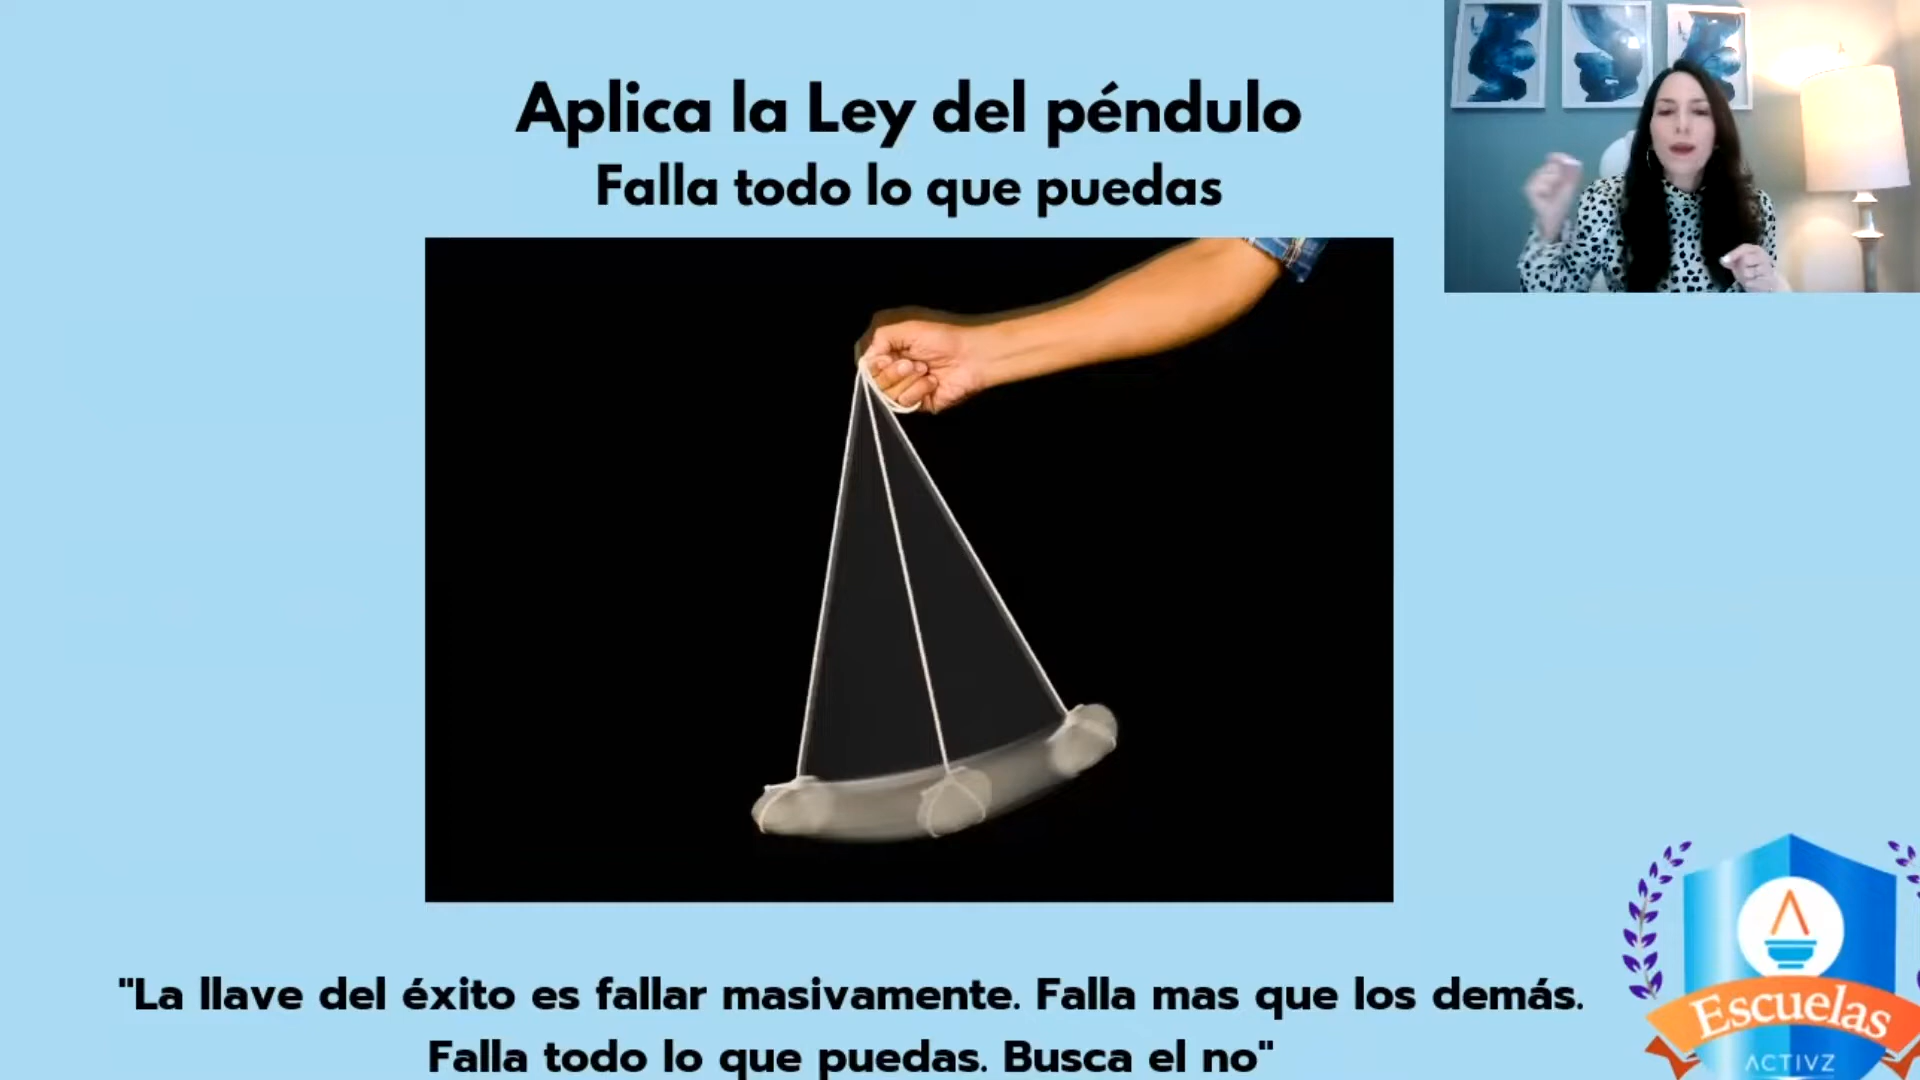 Aplica la Ley del péndulo
Falla todo lo que puedas
"La llave del éxito es fallar masivamente. Falla mas que los demás.
Falla todo lo que puedas. Busca el no"
Escuelas
ACTIVZ